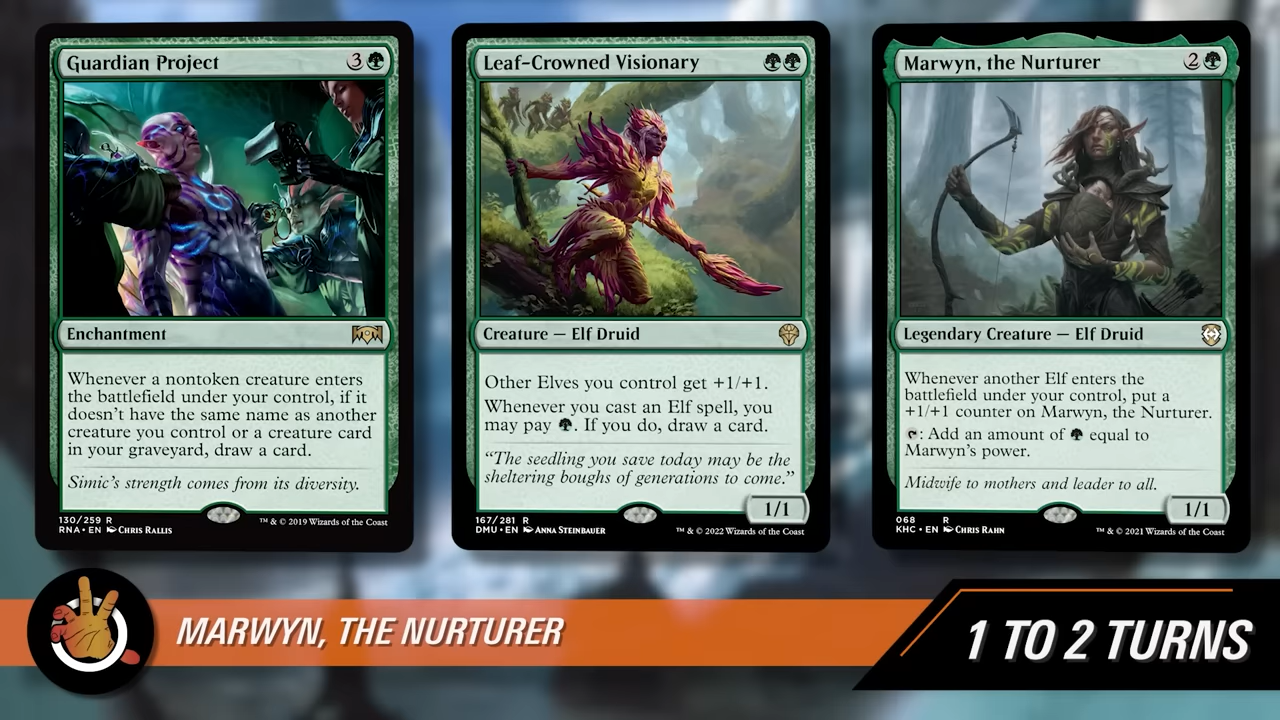 Guardian Project 3
Enchantment
Whenever a nontoken creature enters
the battlefield under your control, if it
doesn't have the same name as another
creature you control or a creature card
in your graveyard, draw a card.
Simic's strength comes from its diversity.
130/259 R
RNA • EN Chris Rallis
™ & © 2019 Wizards of the Coast
Leaf-Crowned Visionary
Creature — Elf Druid
Other Elves you control get +1/+1.
Whenever you cast an Elf spell, you
may pay . If you do, draw a card.
“The seedling you save today may be the
sheltering boughs of generations to come.”
1/1
167/281 R
DMU • EN Anna Steinbauer
™ & © 2022 Wizards of the Coast
Marwyn, the Nurturer 2
Legendary Creature — Elf Druid
Whenever another Elf enters the
battlefield under your control, put a
+1/+1 counter on Marwyn, the Nurturer.
: Add an amount of equal to
Marwyn's power.
Midwife to mothers and leader to all.
1/1
068 R
KHC • EN Chris Rahn
™ & © 2021 Wizards of the Coast
MARWYN, THE NURTURER
1 TO 2 TURNS